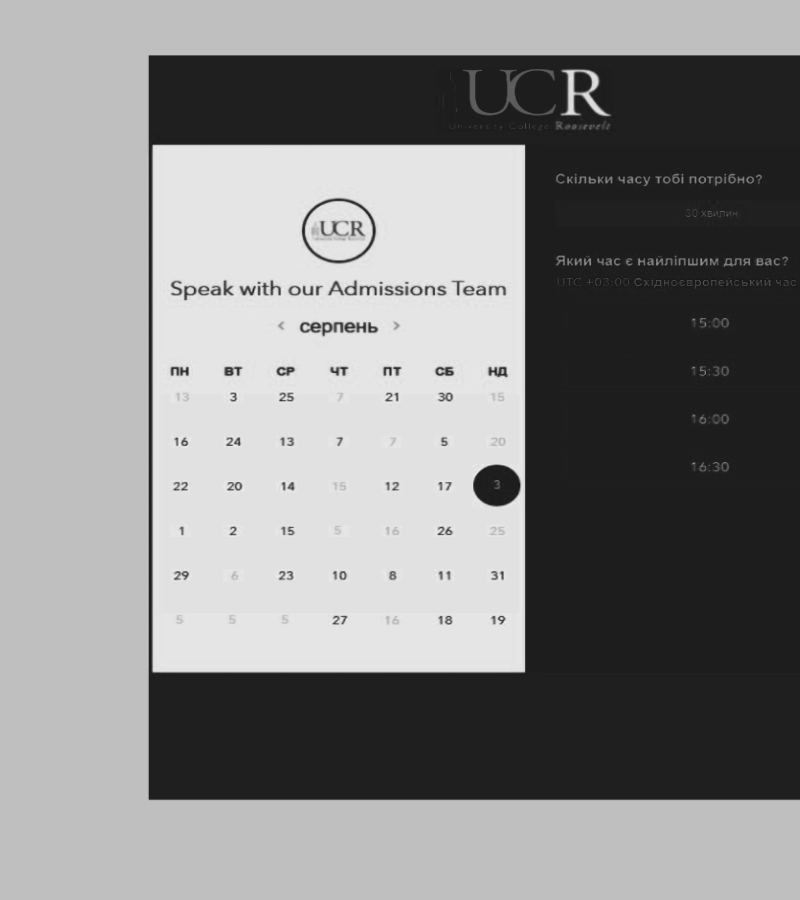 UCR
University College Roosevelt
UCR
Speak with our Admissions Team
‹ серпень ›
ПН ВТ СР ЧТ ПТ СБ НД
13 3 25 7 21 30 15
16 24 13 7 7 5 20
22 20 14 15 12 17 3
1 2 15 5 16 26 25
29 6 23 10 8 11 31
5 5 5 27 16 18 19
Скільки часу тобі потрібно?
30 хвилин
Який час є найліпшим для вас?
UTC +03:00 Східноєвропейський час
15:00
15:30
16:00
16:30